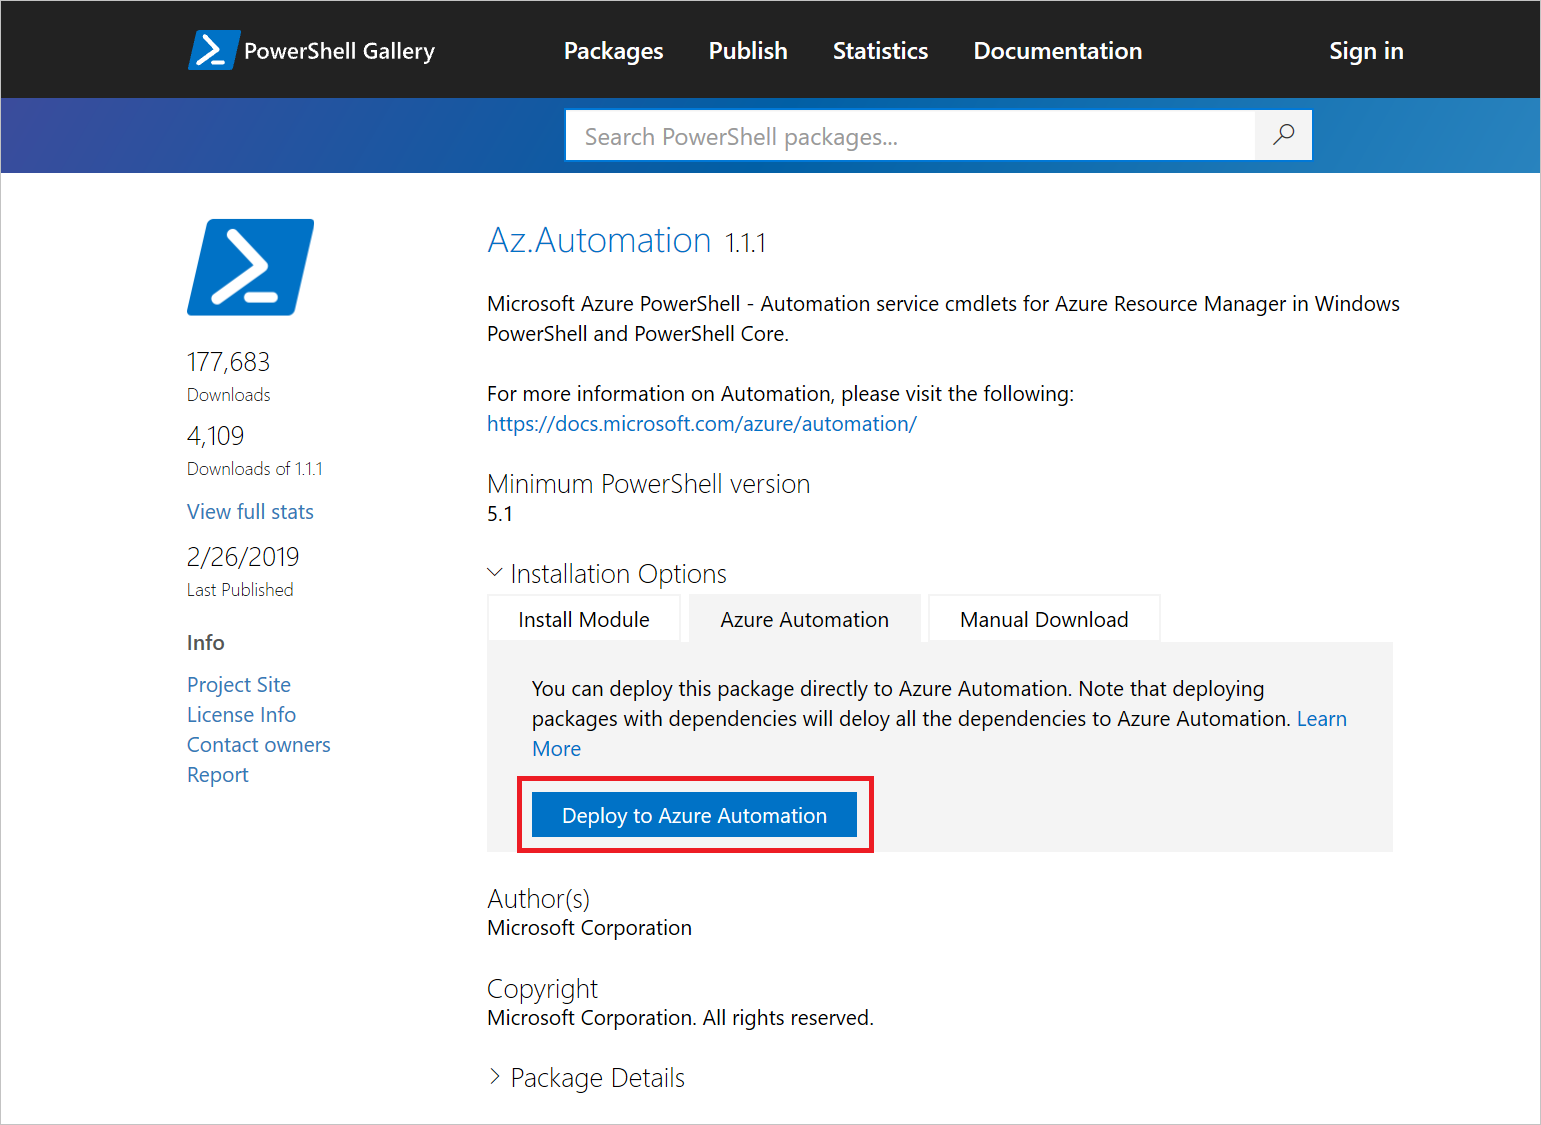 PowerShell Gallery
Packages
Publish
Statistics
Documentation
Sign in
Search PowerShell packages...
177,683
Downloads
4,109
Downloads of 1.1.1
View full stats
2/26/2019
Last Published
Info
Project Site
License Info
Contact owners
Report
Az.Automation 1.1.1
Microsoft Azure PowerShell - Automation service cmdlets for Azure Resource Manager in Windows
PowerShell and PowerShell Core.
For more information on Automation, please visit the following:
https://docs.microsoft.com/azure/automation/
Minimum PowerShell version
5.1
Installation Options
Install Module
Azure Automation
Manual Download
You can deploy this package directly to Azure Automation. Note that deploying
packages with dependencies will deloy all the dependencies to Azure Automation. Learn
More
Deploy to Azure Automation
Author(s)
Microsoft Corporation
Copyright
Microsoft Corporation. All rights reserved.
Package Details